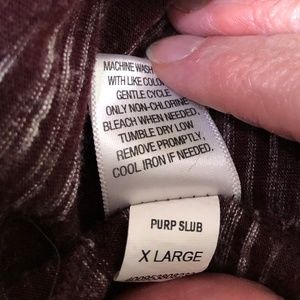 MACHINE WASH
WITH LIKE COLO
GENTLE CYCLE
ONLY NON-CHLORINE
BLEACH WHEN NEEDED.
TUMBLE DRY LOW
REMOVE PROMPTLY.
COOL IRON IF NEEDED.
PURP SLUB
X LARGE